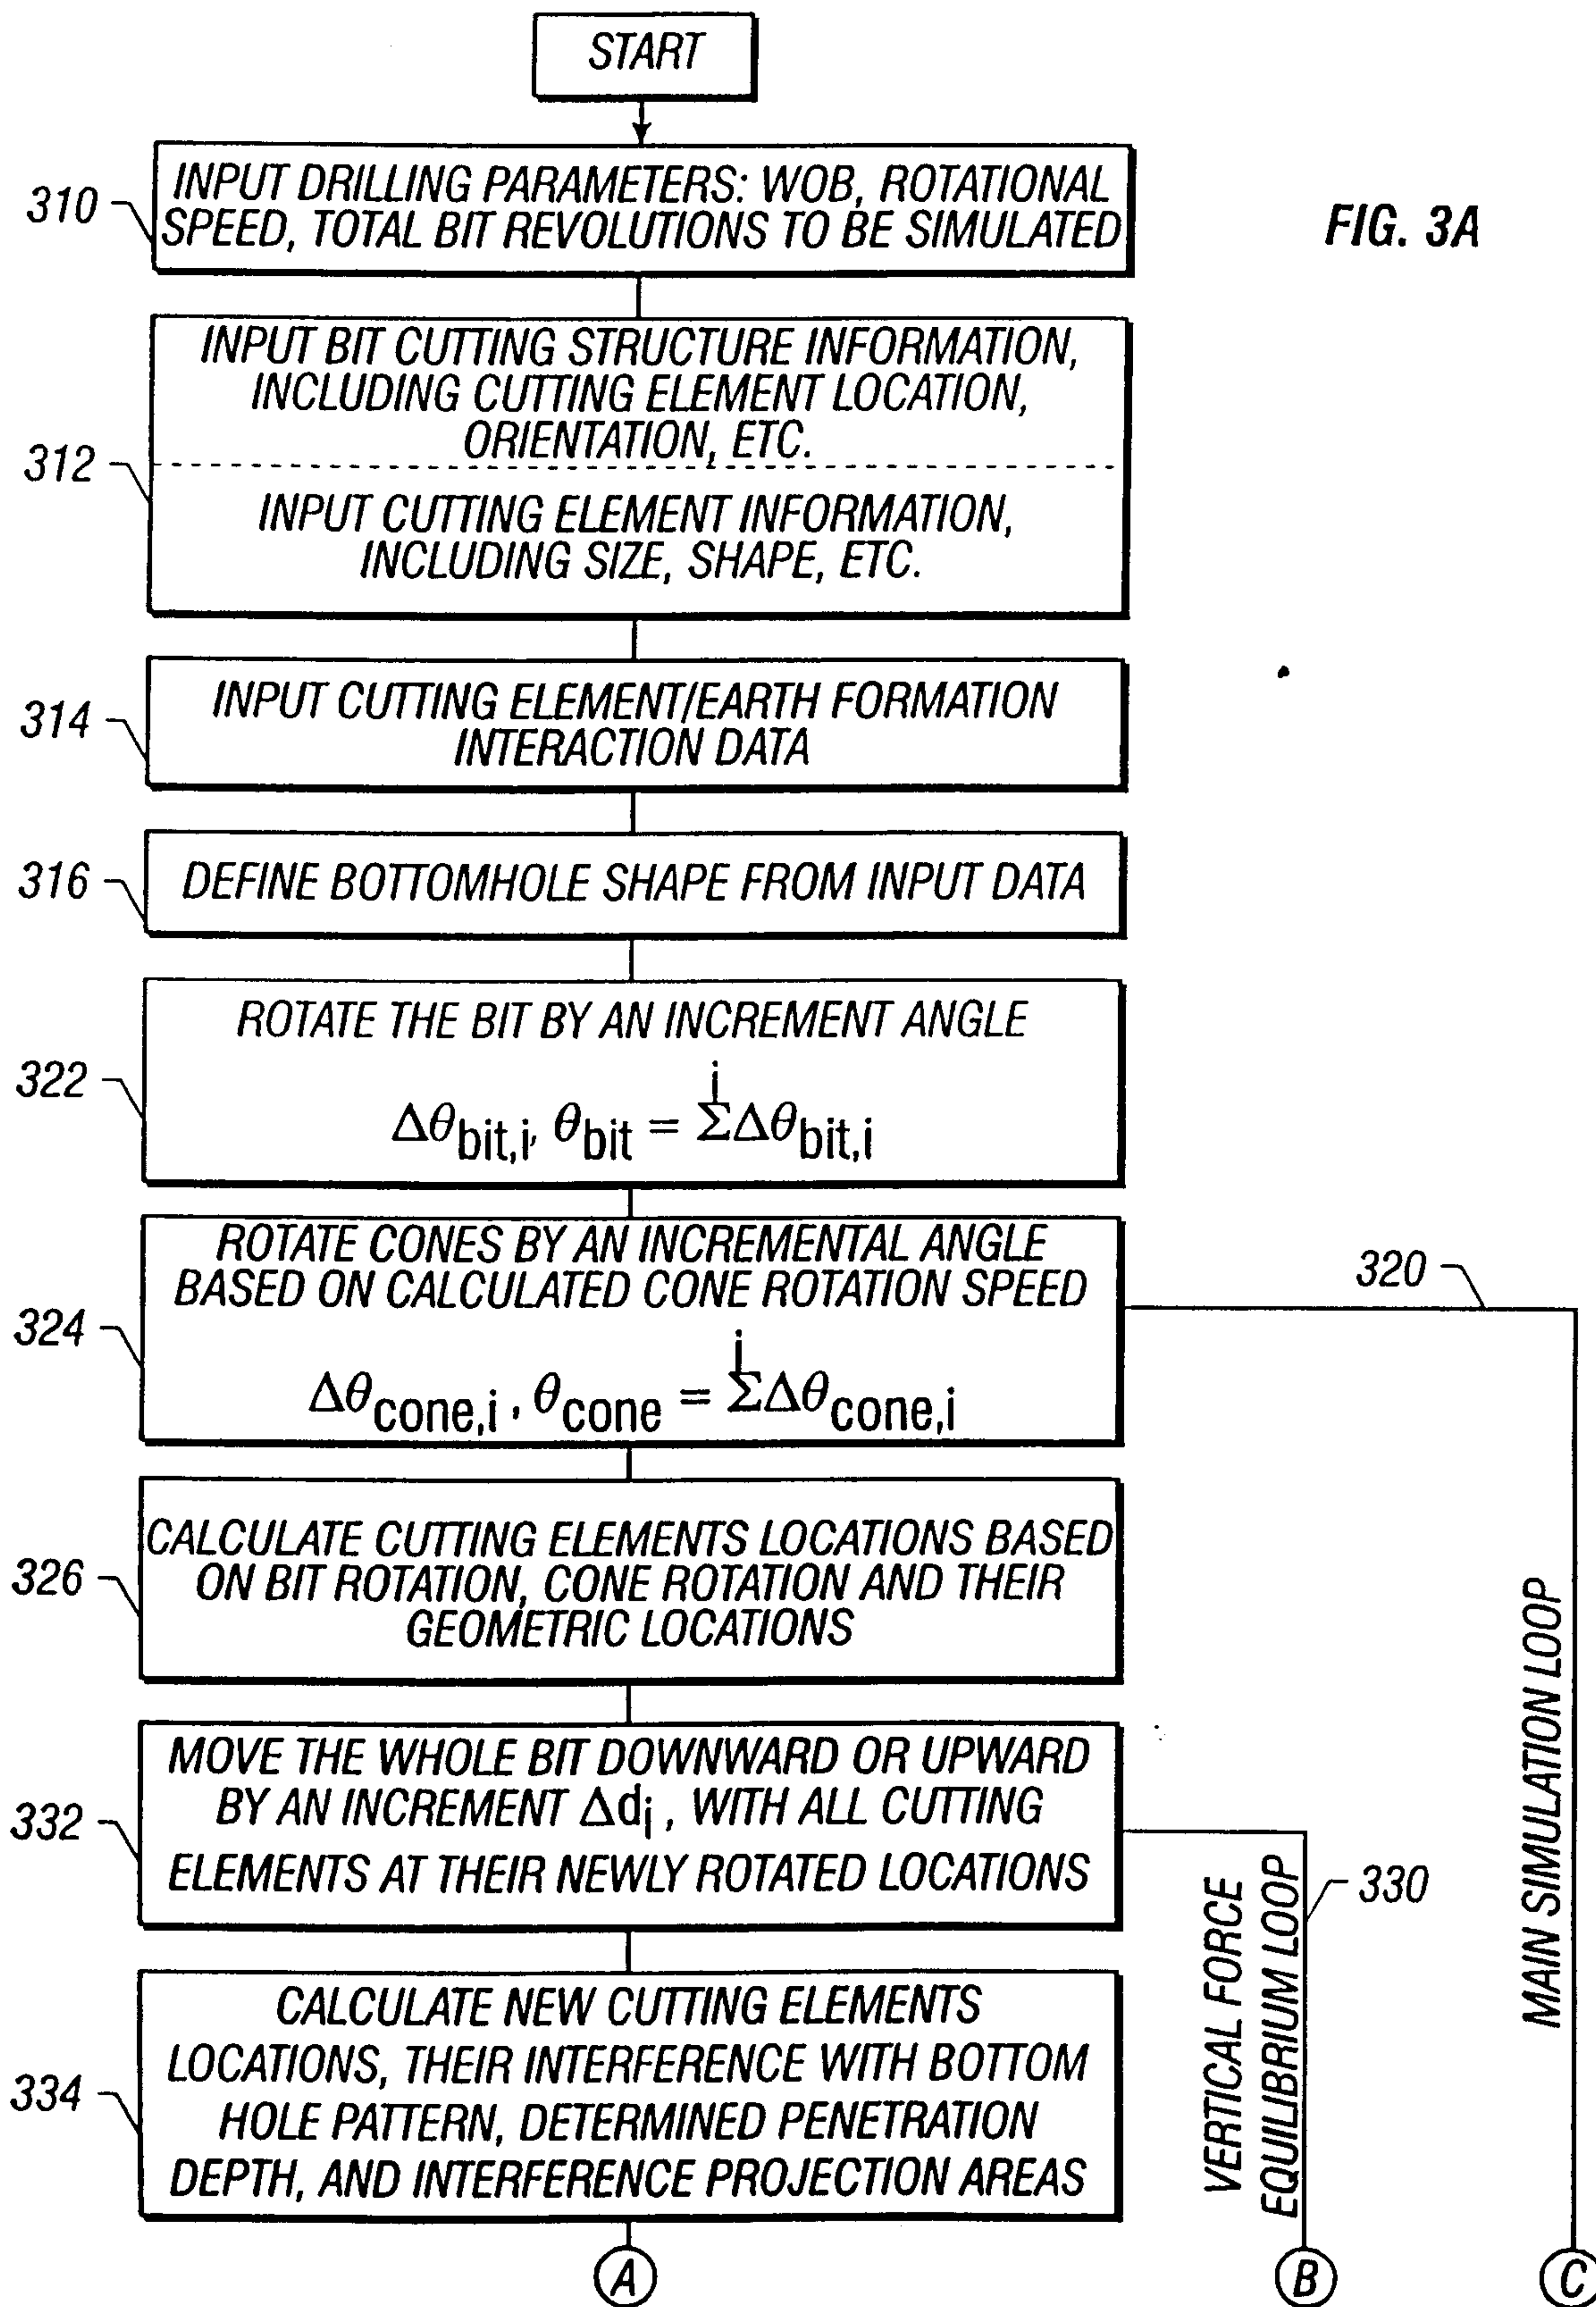 START
FIG. 3A
310
INPUT DRILLING PARAMETERS: WOB, ROTATIONAL
SPEED, TOTAL BIT REVOLUTIONS TO BE SIMULATED
312
INPUT BIT CUTTING STRUCTURE INFORMATION,
INCLUDING CUTTING ELEMENT LOCATION,
ORIENTATION, ETC.
INPUT CUTTING ELEMENT INFORMATION,
INCLUDING SIZE, SHAPE, ETC.
314
INPUT CUTTING ELEMENT/EARTH FORMATION
INTERACTION DATA
316
DEFINE BOTTOMHOLE SHAPE FROM INPUT DATA
322
ROTATE THE BIT BY AN INCREMENT ANGLE
i
Δθbit,i, θbit = ΣΔθbit,i
324
ROTATE CONES BY AN INCREMENTAL ANGLE
BASED ON CALCULATED CONE ROTATION SPEED
i
Δθcone,i, θcone = ΣΔθcone,i
320
MAIN SIMULATION LOOP
326
CALCULATE CUTTING ELEMENTS LOCATIONS BASED
ON BIT ROTATION, CONE ROTATION AND THEIR
GEOMETRIC LOCATIONS
332
MOVE THE WHOLE BIT DOWNWARD OR UPWARD
BY AN INCREMENT Δdi, WITH ALL CUTTING
ELEMENTS AT THEIR NEWLY ROTATED LOCATIONS
330
VERTICAL FORCE
EQUILIBRIUM LOOP
334
CALCULATE NEW CUTTING ELEMENTS
LOCATIONS, THEIR INTERFERENCE WITH BOTTOM
HOLE PATTERN, DETERMINED PENETRATION
DEPTH, AND INTERFERENCE PROJECTION AREAS
A
B
C